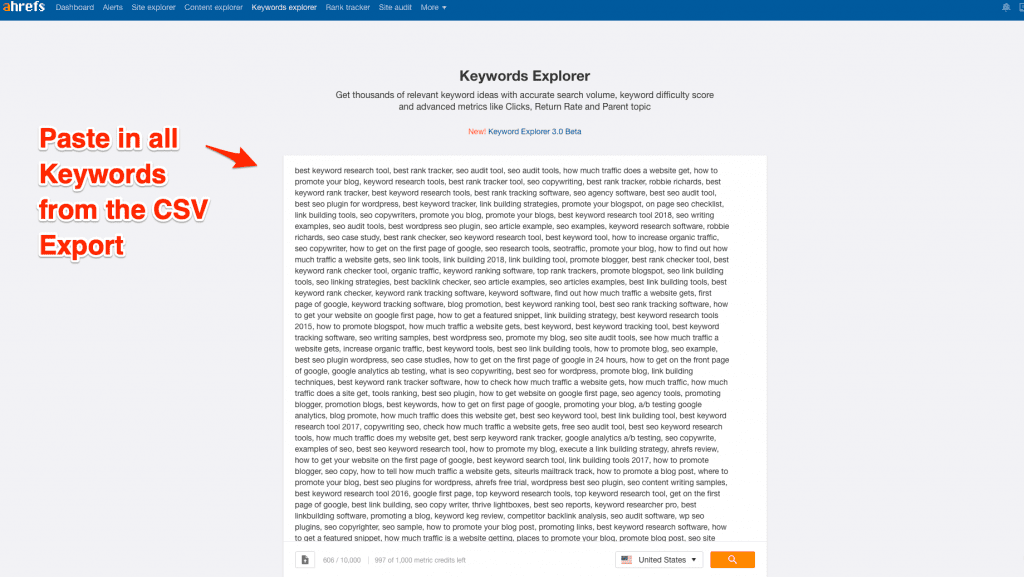 ahrefs Dashboard Alerts Site explorer Content explorer Keywords explorer Rank tracker Site audit More
Keywords Explorer
Get thousands of relevant keyword ideas with accurate search volume, keyword difficulty score
and advanced metrics like Clicks, Return Rate and Parent topic
New! Keyword Explorer 3.0 Beta
Paste in all
Keywords
from the CSV
Export
best keyword research tool, best rank tracker, seo audit tool, seo audit tools, how much traffic does a website get, how to
promote your blog, keyword research tools, best rank tracker tool, seo copywriting, best rank tracker, robbie richards, best
keyword rank tracker, best keyword research tools, best rank tracking software, seo agency software, best seo audit tool,
best seo plugin for wordpress, best keyword tracker, link building strategies, promote your blogspot, on page seo checklist,
link building tools, seo copywriters, promote you blog, promote your blogs, best keyword research tool 2018, seo writing
examples, seo audit tools, best wordpress seo plugin, seo article example, seo examples, keyword research software, robbie
richards, seo case study, best rank checker, seo keyword research tool, best keyword tool, how to increase organic traffic,
seo copywriter, how to get on the first page of google, seo research tools, seotraffic, promote your blog, how to find out how
much traffic a website gets, seo link tools, link building 2018, link building tool, promote blogger, best rank checker tool, best
keyword rank checker tool, organic traffic, keyword ranking software, top rank trackers, promote blogspot, seo link building
tools, seo linking strategies, best backlink checker, seo article examples, seo articles examples, best link building tools, best
keyword rank checker, keyword rank tracking software, keyword software, find out how much traffic a website gets, first
page of google, keyword tracking software, blog promotion, best keyword ranking tool, best seo rank tracking software, how
to get your website on google first page, how to get a featured snippet, link building strategy, best keyword research tools
2015, how to promote blogspot, how much traffic a website gets, best keyword, best keyword tracking tool, best keyword
tracking software, seo writing samples, best wordpress seo, promote my blog, seo site audit tools, see how much traffic a
website gets, increase organic traffic, best keyword tools, best seo link building tools, how to promote blog, seo example,
best seo plugin wordpress, seo case studies, how to get on the first page of google in 24 hours, how to get on the front page
of google, google analytics ab testing, what is seo copywriting, best seo for wordpress, promote blog, link building
techniques, best keyword rank tracker software, how to check how much traffic a website gets, how much traffic, how much
traffic does a site get, tools ranking, best seo plugin, how to get website on google first page, seo agency tools, promoting
blogger, promotion blogs, best keywords, how to get on first page of google, promoting your blog, a/b testing google
analytics, blog promote, how much traffic does this website get, best seo keyword tool, best link building tool, best keyword
research tool 2017, copywriting seo, check how much traffic a website gets, free seo audit tool, best seo keyword research
tools, how much traffic does my website get, best serp keyword rank tracker, google analytics a/b testing, seo copywrite,
examples of seo, best seo keyword research tool, how to promote my blog, execute a link building strategy, ahrefs review,
how to get your website on the first page of google, best keyword search tool, link building tools 2017, how to promote
blogger, seo copy, how to tell how much traffic a website gets, siteurls mailtrack track, how to promote a blog post, where to
promote your blog, best seo plugins for wordpress, ahrefs free trial, wordpress best seo plugin, seo content writing samples,
best keyword research tool 2016, google first page, top keyword research tools, top keyword research tool, get on the first
page of google, best link building, seo copy writer, thrive lightboxes, best seo reports, keyword researcher pro, best
linkbuilding software, promoting a blog, keyword keg review, competitor backlink analysis, seo audit software, wp seo
plugins, seo copyrighter, seo sample, how to promote your blog post, promoting links, best keyword research software, how
to get a featured snippet, how much traffic is a website getting, places to promote your blog, promote blog post, seo site
606 / 10,000 997 of 1,000 metric credits left United States